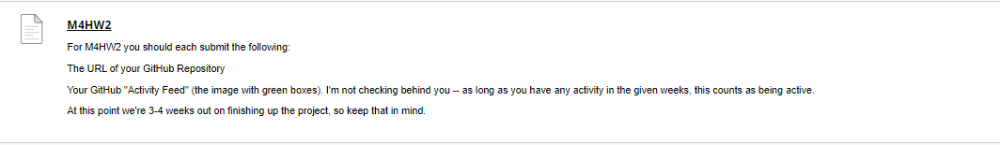 M4HW2
For M4HW2 you should each submit the following:
The URL of your GitHub Repository
Your GitHub "Activity Feed" (the image with green boxes). I'm not checking behind you -- as long as you have any activity in the given weeks, this counts as being active.
At this point we're 3-4 weeks out on finishing up the project, so keep that in mind.